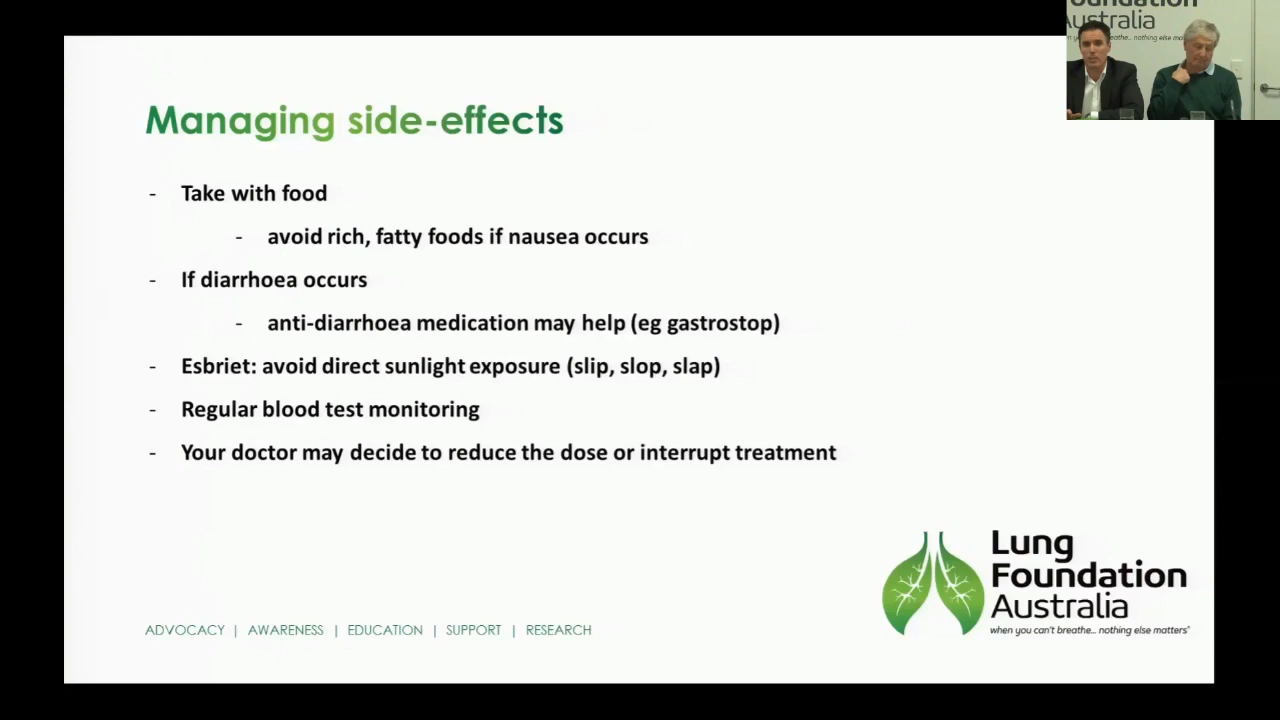 Foundation
Australia
nothing else
Managing side-effects
- Take with food
- avoid rich, fatty foods if nausea occurs
- If diarrhoea occurs
- anti-diarrhoea medication may help (eg gastrostop)
- Esbriet: avoid direct sunlight exposure (slip, slop, slap)
- Regular blood test monitoring
- Your doctor may decide to reduce the dose or interrupt treatment
Lung
Foundation
Australia
when you can't breathe... nothing else matters®
ADVOCACY | AWARENESS | EDUCATION | SUPPORT | RESEARCH